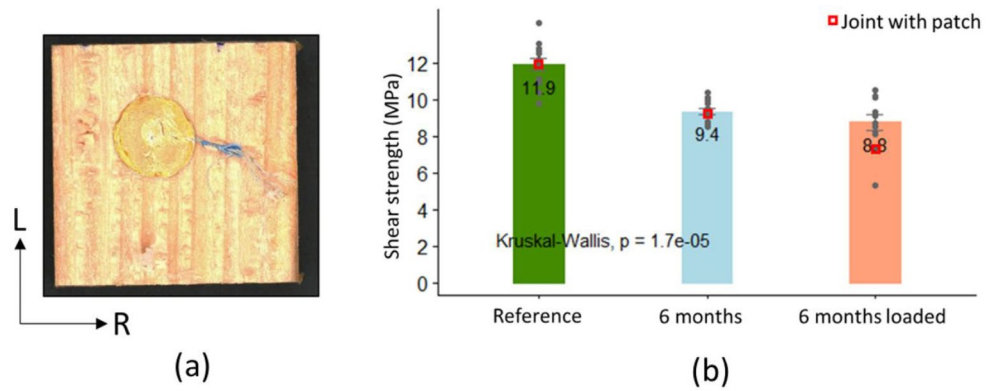 L
R
(a)
Joint with patch
Shear strength (MPa)
12
10
8
6
4
2
0
11.9
9.4
8.8
Kruskal-Wallis, p = 1.7e-05
Reference
6 months
6 months loaded
(b)